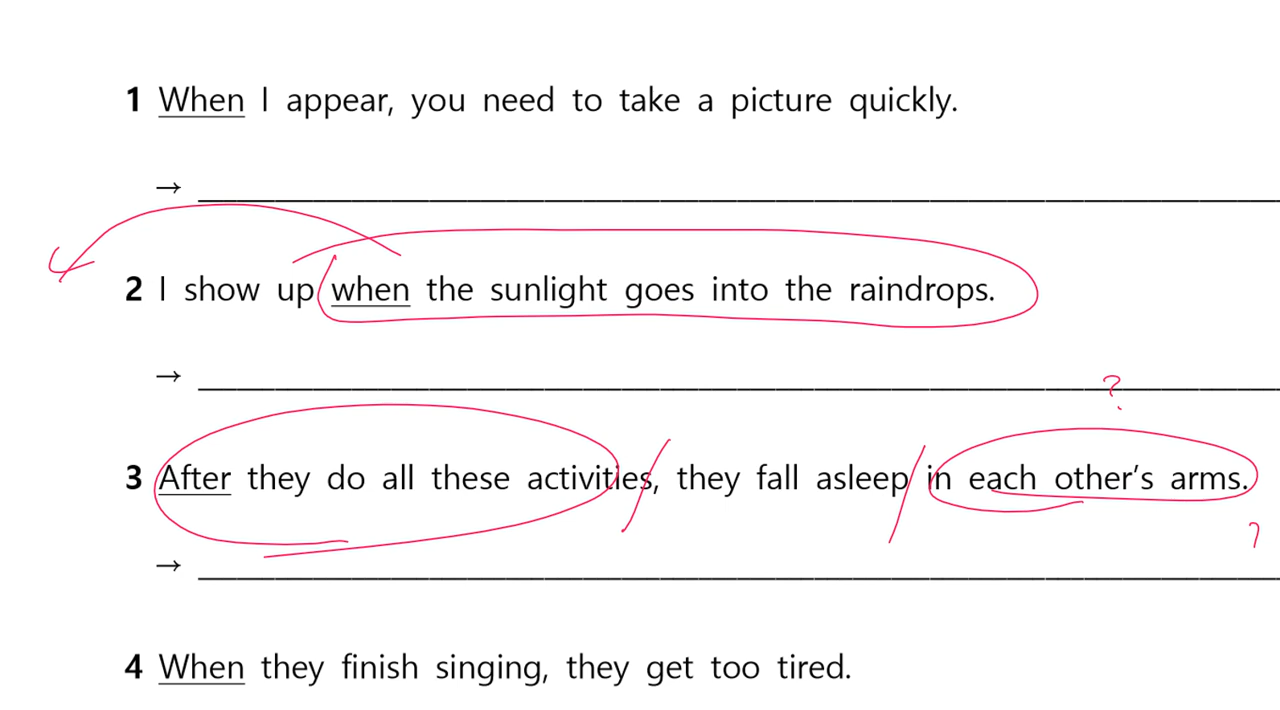 1 When I appear, you need to take a picture quickly.
→
2 I show up when the sunlight goes into the raindrops.
→
?
3 After they do all these activities, they fall asleep in each other's arms.
?
→
4 When they finish singing, they get too tired.